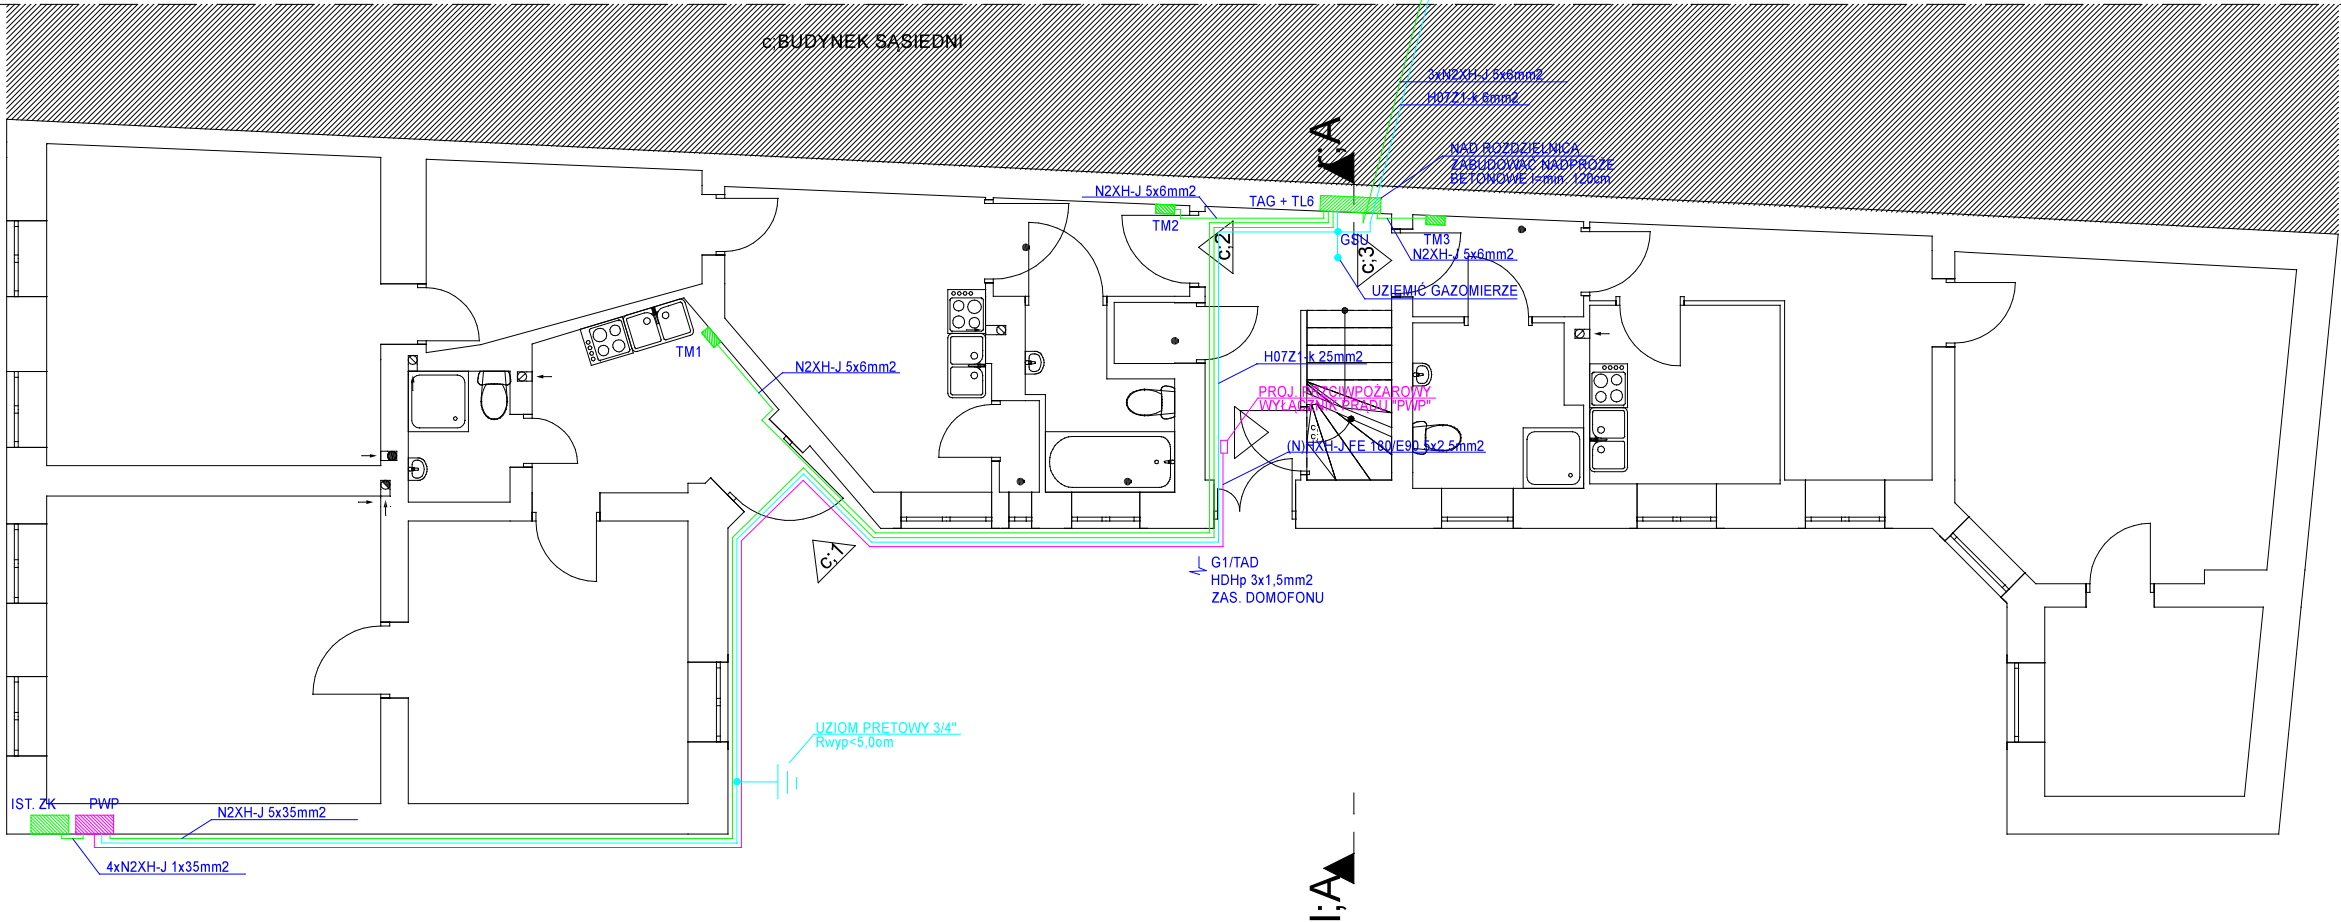 c;BUDYNEK SĄSIEDNI
3xN2XH-J 5x6mm2
H07Z1-k 6mm2
NAD ROZDZIELNICĄ
ZABUDOWAĆ NADPROŻE
BETONOWE l=min. 120cm
N2XH-J 5x6mm2
TAG + TL6
TM2
GSU
TM3
N2XH-J 5x6mm2
c;2
c;3
UZIEMIĆ GAZOMIERZE
TM1
N2XH-J 5x6mm2
H07Z1-k 25mm2
PROJ. PRZCIWPOŻAROWY
WYŁĄCZNIK PRĄDU "PWP"
(N)HXH-J FE 180/E90 5x2,5mm2
c;1
G1/TAD
HDHp 3x1,5mm2
ZAS. DOMOFONU
UZIOM PRĘTOWY 3/4"
Rwyp<5,0om
IST. ZK
PWP
N2XH-J 5x35mm2
4xN2XH-J 1x35mm2